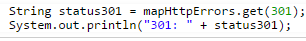 String status301 = mapHttpErrors.get(301);
System.out.println("301: " + status301);